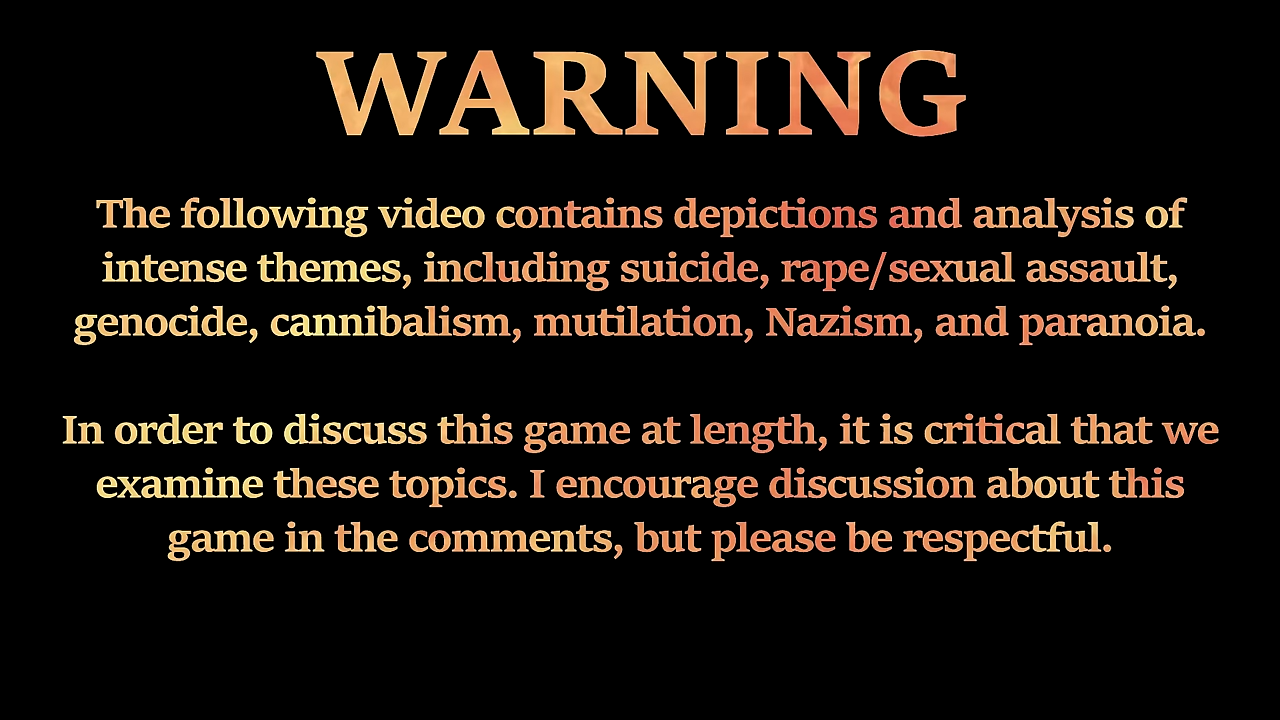 WARNING
The following video contains depictions and analysis of
intense themes, including suicide, rape/sexual assault,
genocide, cannibalism, mutilation, Nazism, and paranoia.
In order to discuss this game at length, it is critical that we
examine these topics. I encourage discussion about this
game in the comments, but please be respectful.